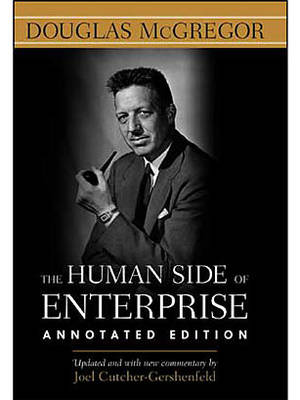 DOUGLAS McGREGOR
THE HUMAN SIDE OF
ENTERPRISE
ANNOTATED EDITION
Updated and with new commentary by
Joel Cutcher-Gershenfeld